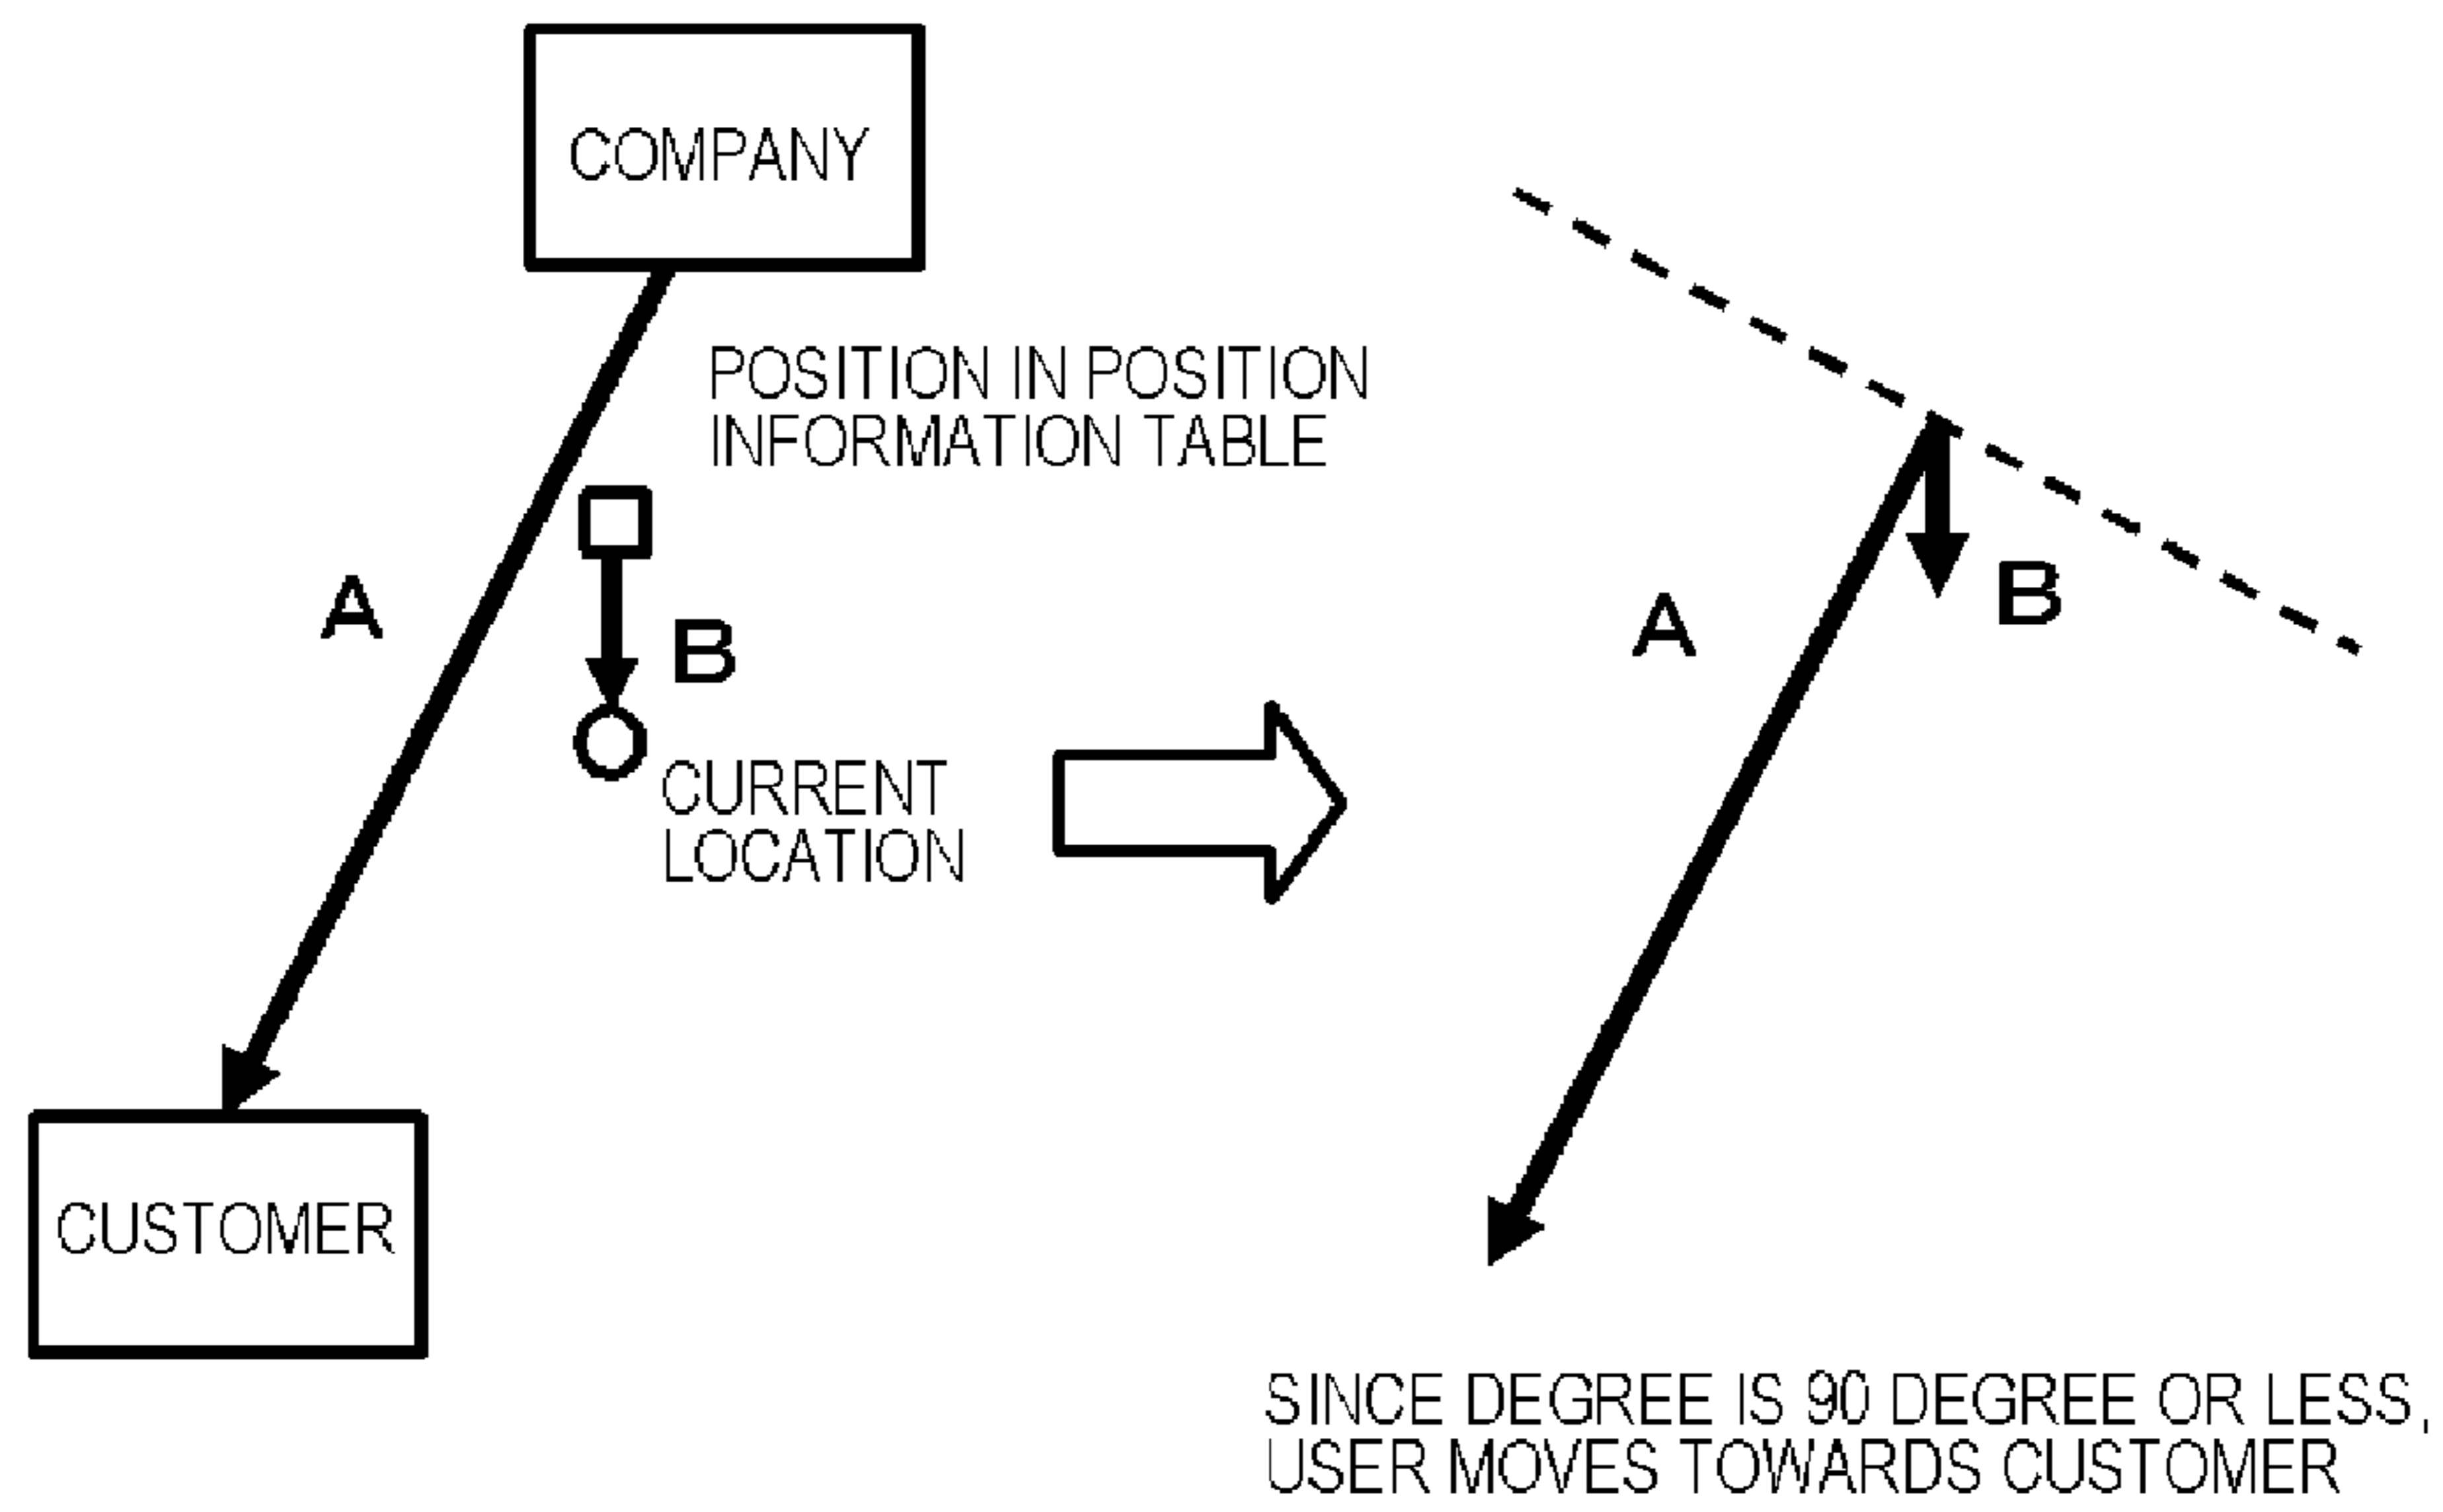 COMPANY
POSITION IN POSITION
INFORMATION TABLE
A
B
CURRENT
LOCATION
CUSTOMER
A
B
SINCE DEGREE IS 90 DEGREE OR LESS,
USER MOVES TOWARDS CUSTOMER